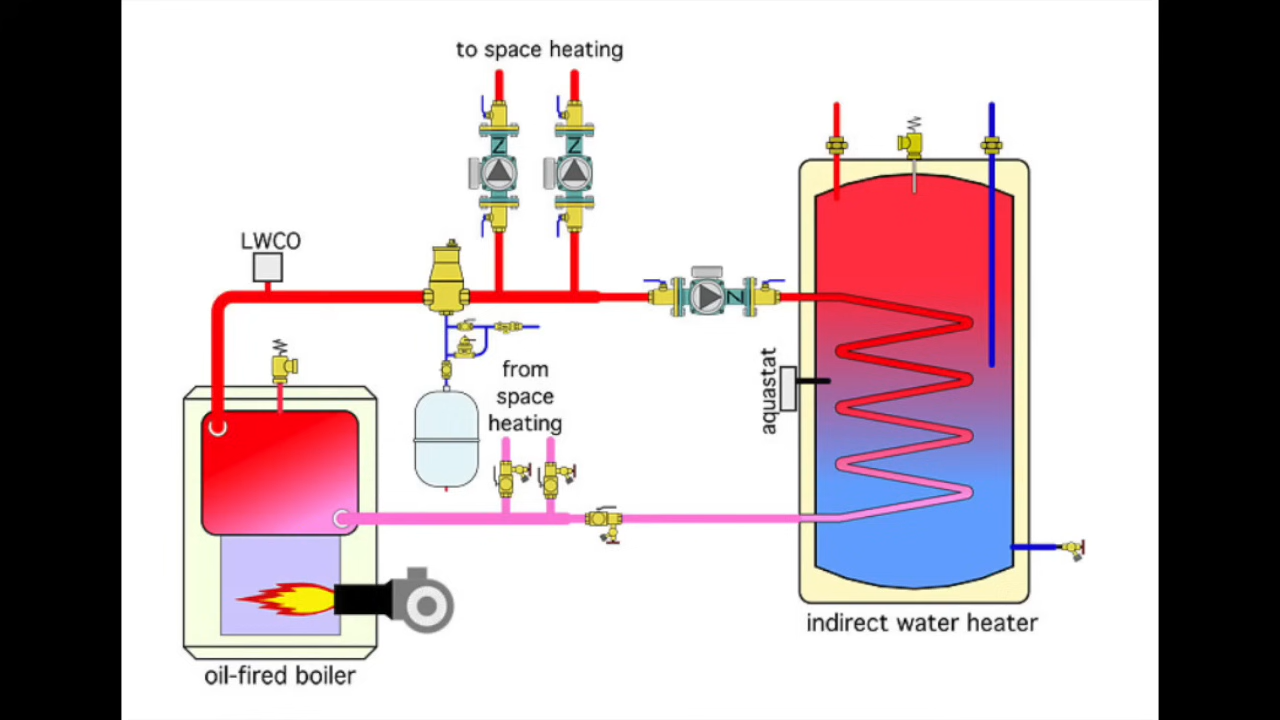 to space heating
LWCO
from
space
heating
aquastat
indirect water heater
oil-fired boiler